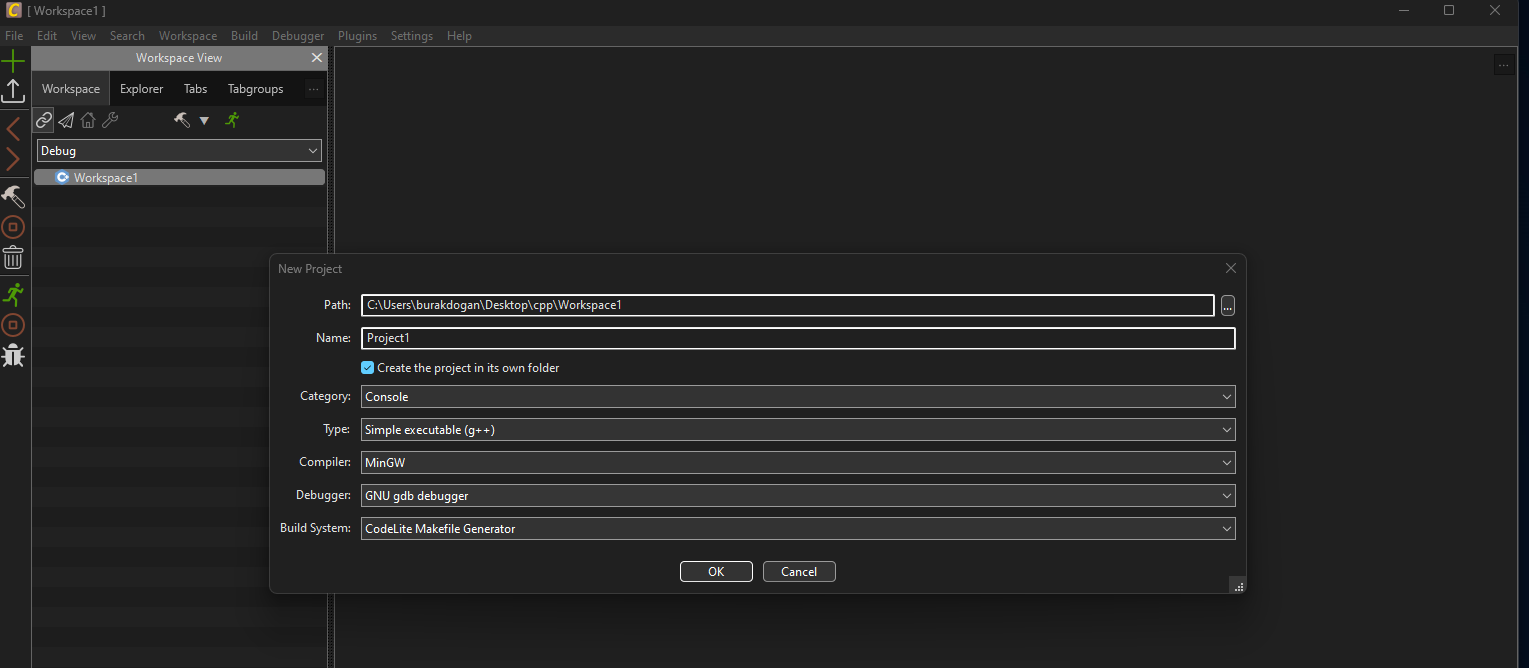 [ Workspace1 ]
File Edit View Search Workspace Build Debugger Plugins Settings Help
Workspace View
Workspace Explorer Tabs Tabgroups ...
...
Debug
Workspace1
New Project
Path: C:\Users\burakdogan\Desktop\cpp\Workspace1 ...
Name: Project1
Create the project in its own folder
Category: Console
Type: Simple executable (g++)
Compiler: MinGW
Debugger: GNU gdb debugger
Build System: CodeLite Makefile Generator
OK Cancel